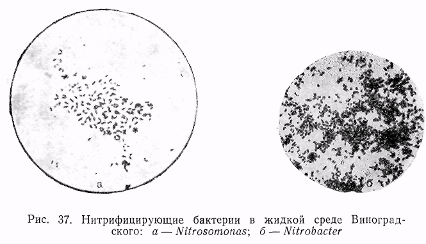 а
б
Рис. 37. Нитрифицирующие бактерии в жидкой среде Виноград-
ского: а — Nitrosomonas; б — Nitrobacter